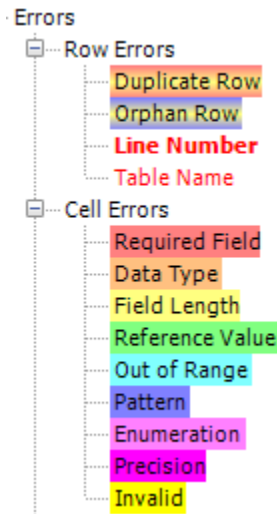 Errors
Row Errors
Duplicate Row
Orphan Row
Line Number
Table Name
Cell Errors
Required Field
Data Type
Field Length
Reference Value
Out of Range
Pattern
Enumeration
Precision
Invalid